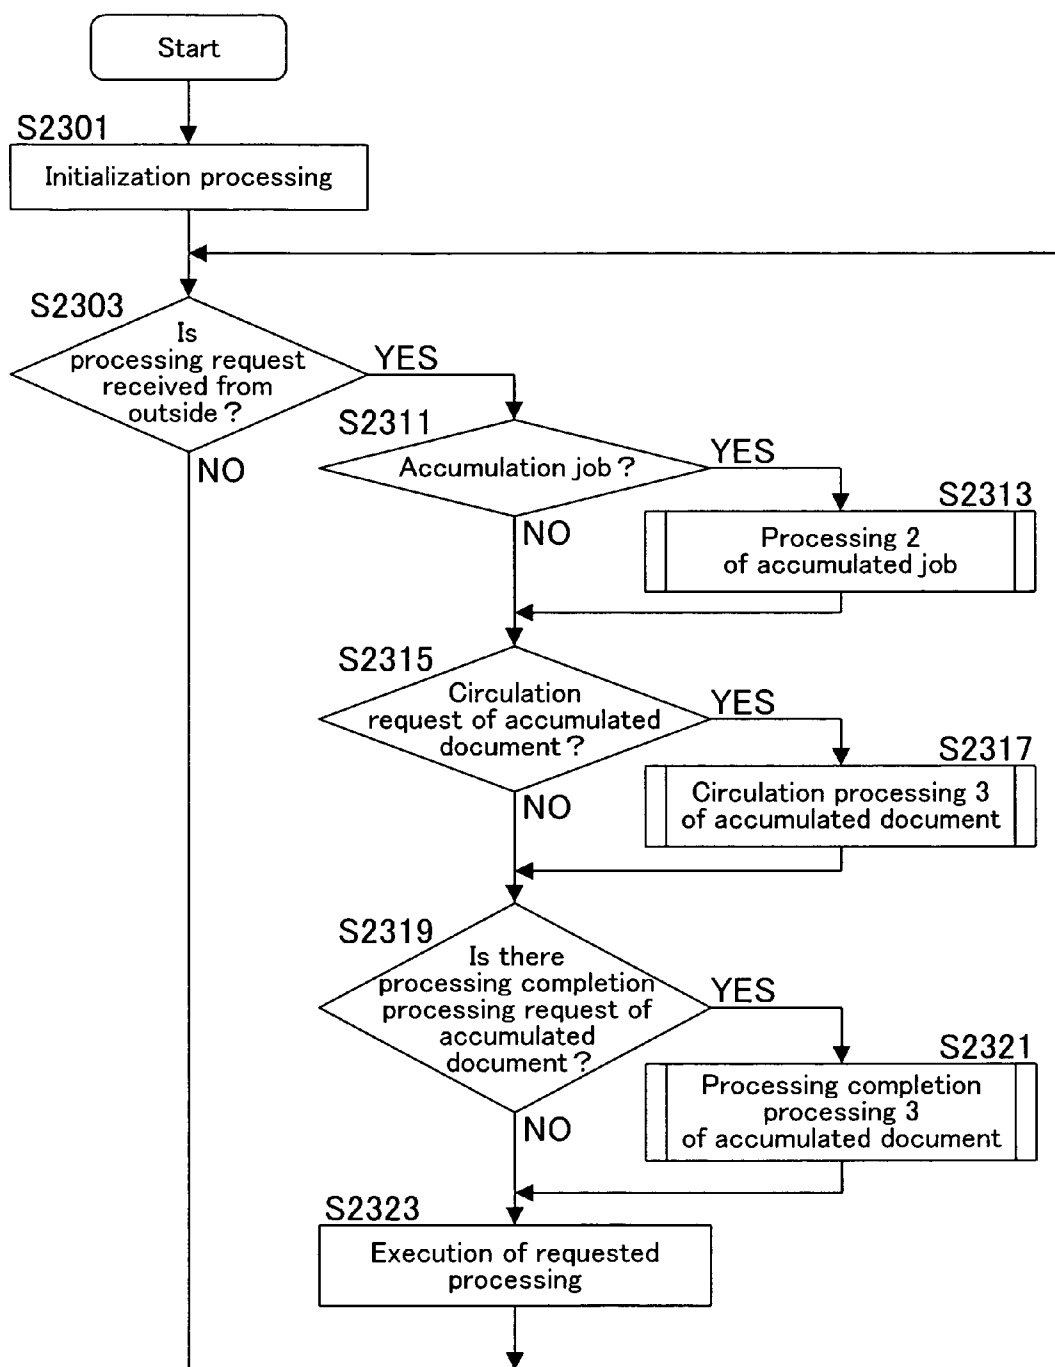 Start
S2301
Initialization processing
S2303
Is
processing request
received from
outside ?
YES
NO
S2311
Accumulation job ?
YES
NO
S2313
Processing 2
of accumulated job
S2315
Circulation
request of accumulated
document ?
YES
NO
S2317
Circulation processing 3
of accumulated document
S2319
Is there
processing completion
processing request of
accumulated
document ?
YES
NO
S2321
Processing completion
processing 3
of accumulated document
S2323
Execution of requested
processing